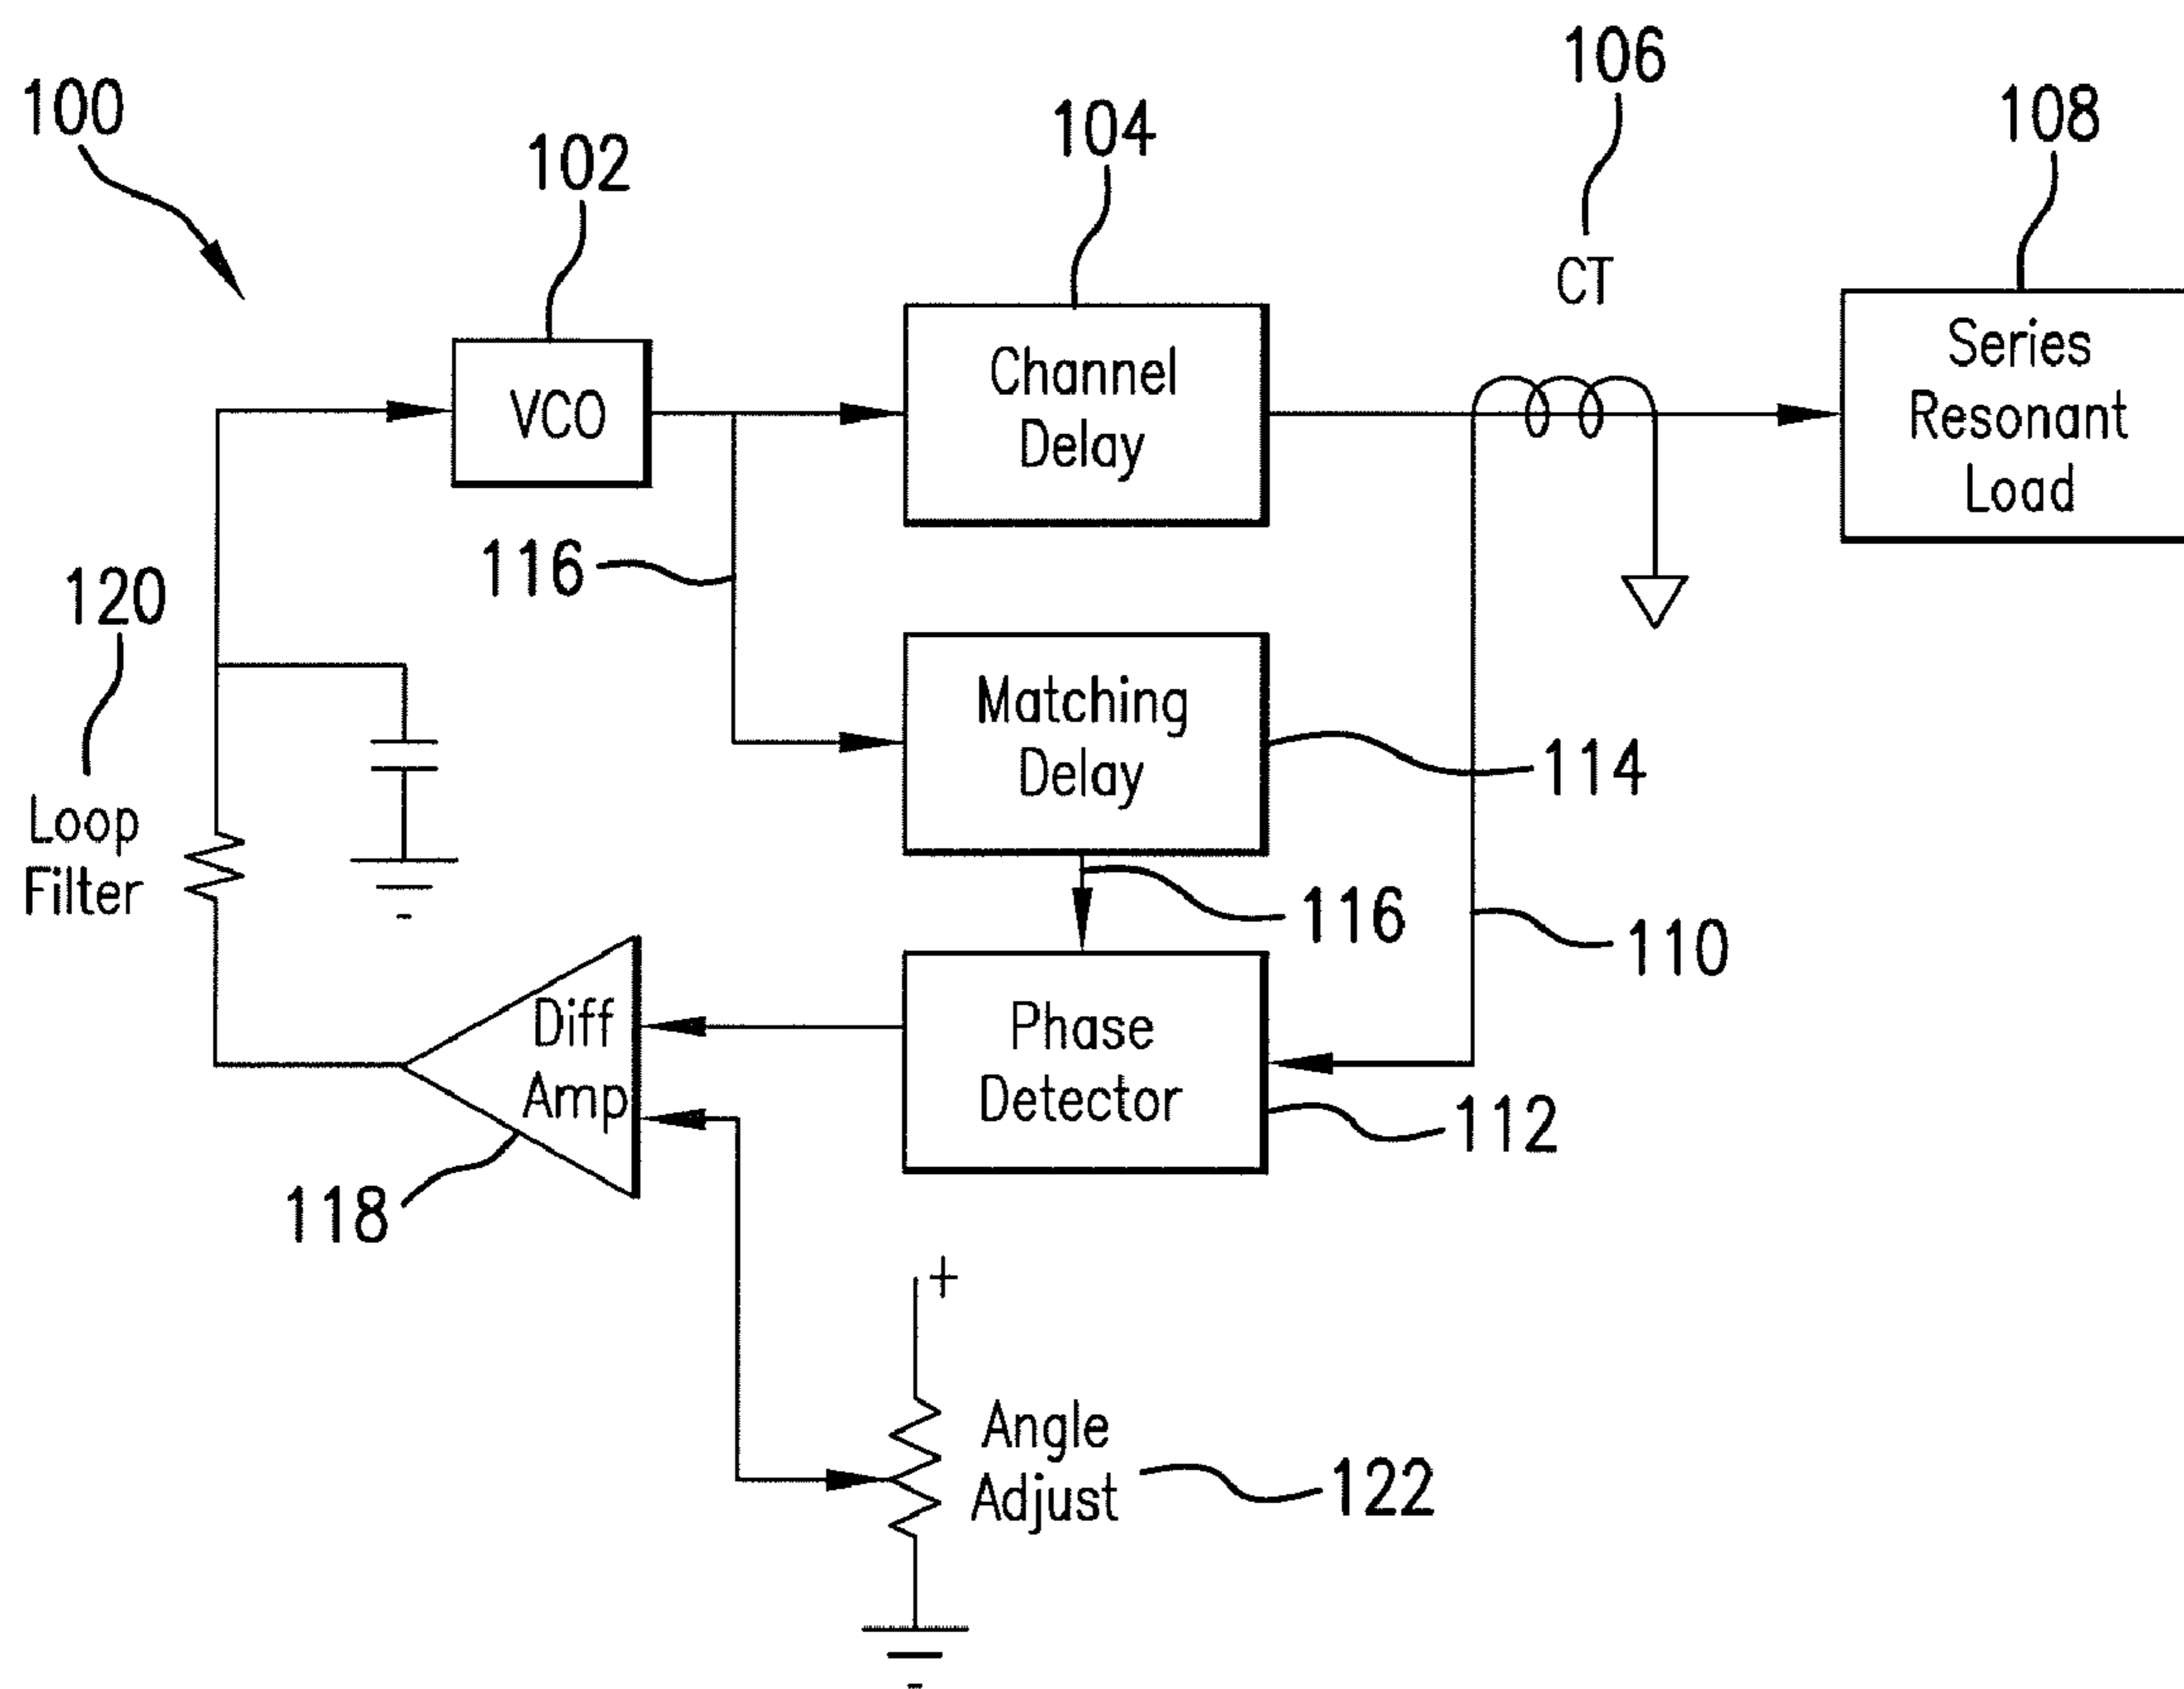 106
100
108
104
102
CT
Series
Resonant
Load
Channel
Delay
VCO
116
120
Matching
Delay
114
Loop
Filter
116
110
Diff
Amp
Phase
Detector
112
118
+
Angle
Adjust
122